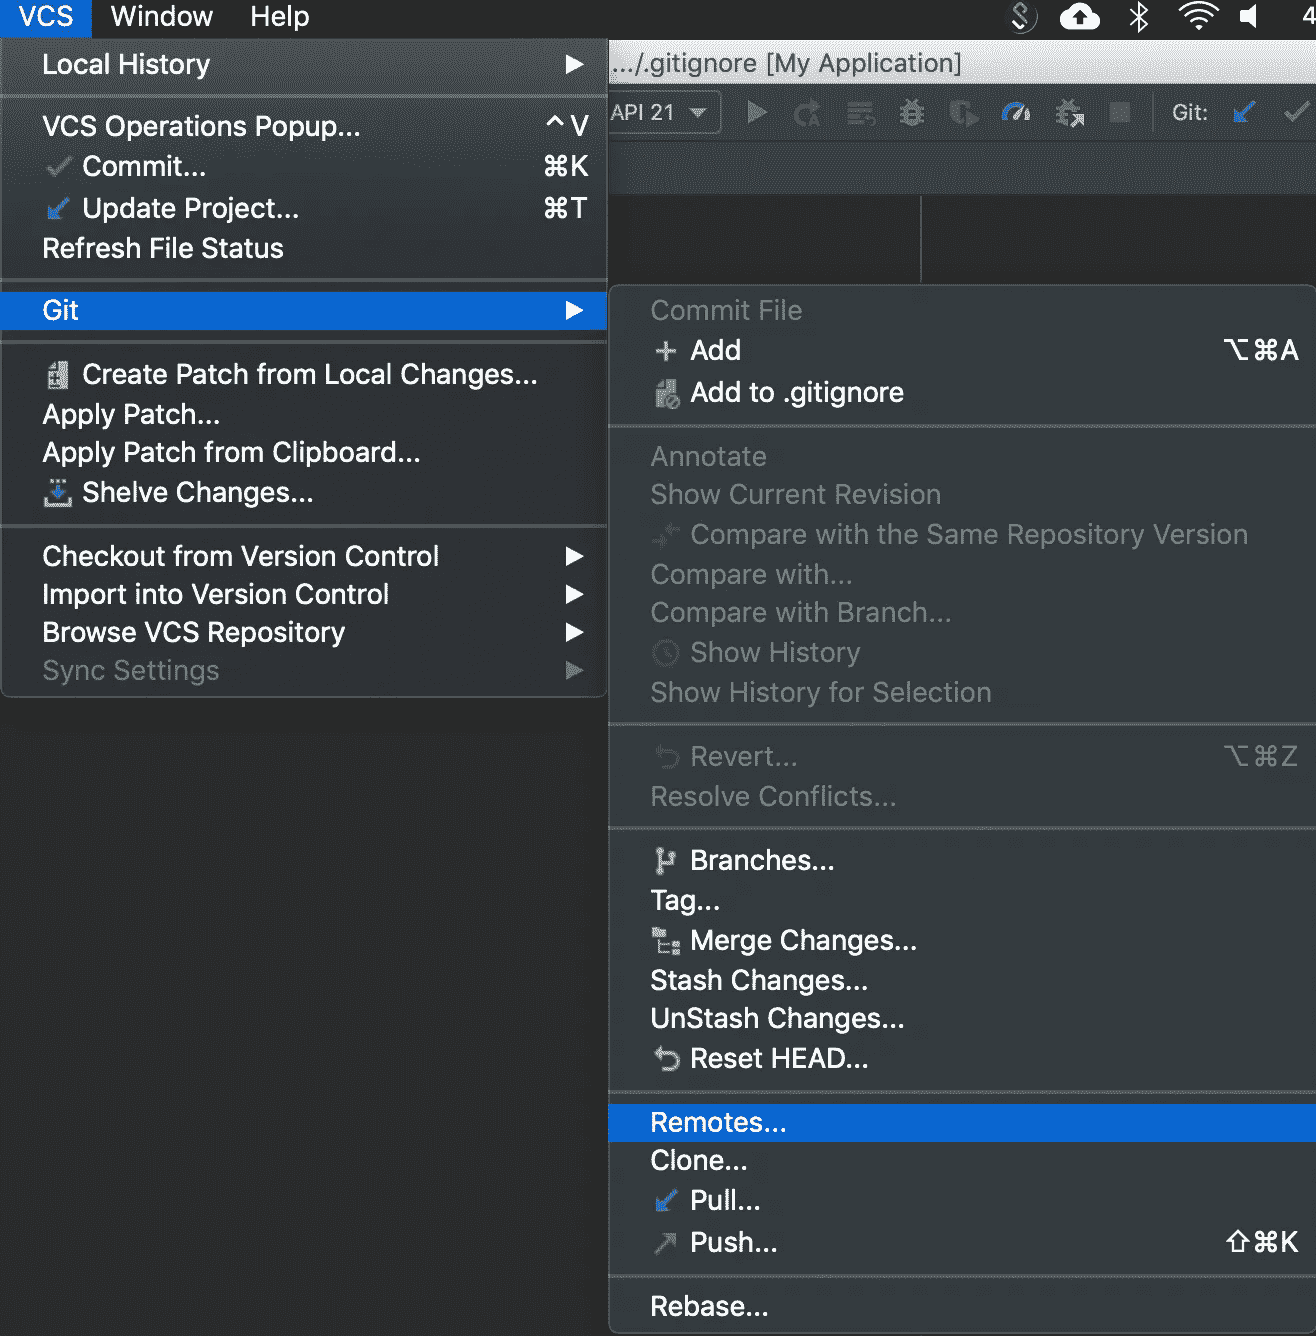 VCS Window Help 4
.../.gitignore [My Application]
API 21 Git:
Local History
VCS Operations Popup... ^V
Commit... ⌘K
Update Project... ⌘T
Refresh File Status
Git
Create Patch from Local Changes...
Apply Patch...
Apply Patch from Clipboard...
Shelve Changes...
Checkout from Version Control
Import into Version Control
Browse VCS Repository
Sync Settings
Commit File
Add ⌥⌘A
Add to .gitignore
Annotate
Show Current Revision
Compare with the Same Repository Version
Compare with...
Compare with Branch...
Show History
Show History for Selection
Revert... ⌥⌘Z
Resolve Conflicts...
Branches...
Tag...
Merge Changes...
Stash Changes...
UnStash Changes...
Reset HEAD...
Remotes...
Clone...
Pull...
Push... ⇧⌘K
Rebase...